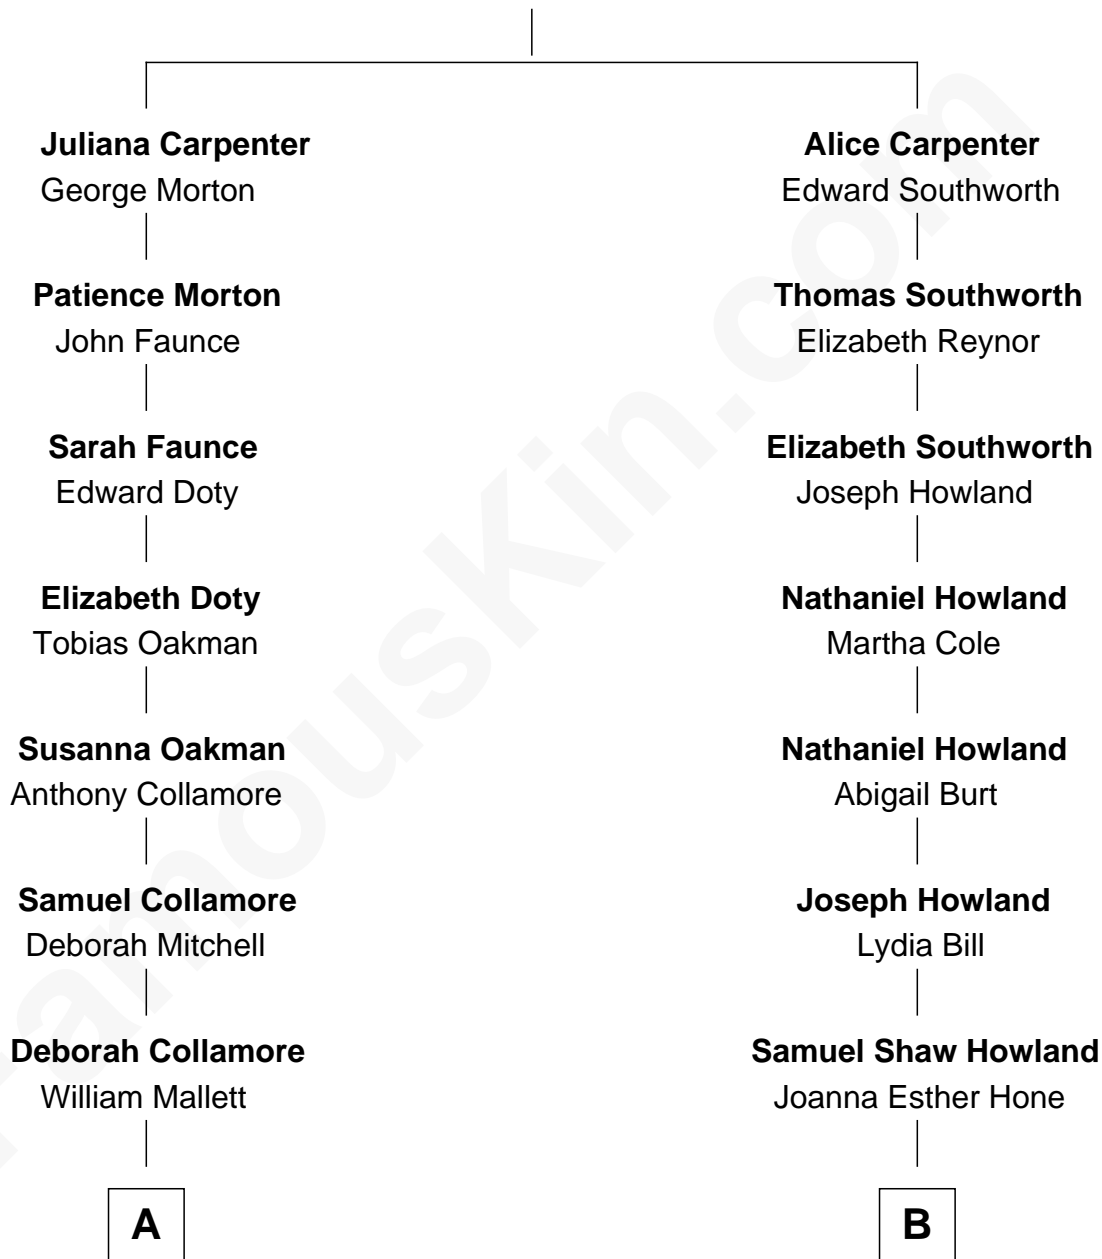 Juliana Carpenter
George Morton
Patience Morton
John Faunce
Sarah Faunce
Edward Doty
Elizabeth Doty
Tobias Oakman
Susanna Oakman
Anthony Collamore
Samuel Collamore
Deborah Mitchell
Deborah Collamore
William Mallett
A
Alice Carpenter
Edward Southworth
Thomas Southworth
Elizabeth Reynor
Elizabeth Southworth
Joseph Howland
Nathaniel Howland
Martha Cole
Nathaniel Howland
Abigail Burt
Joseph Howland
Lydia Bill
Samuel Shaw Howland
Joanna Esther Hone
B
FamousKin.com